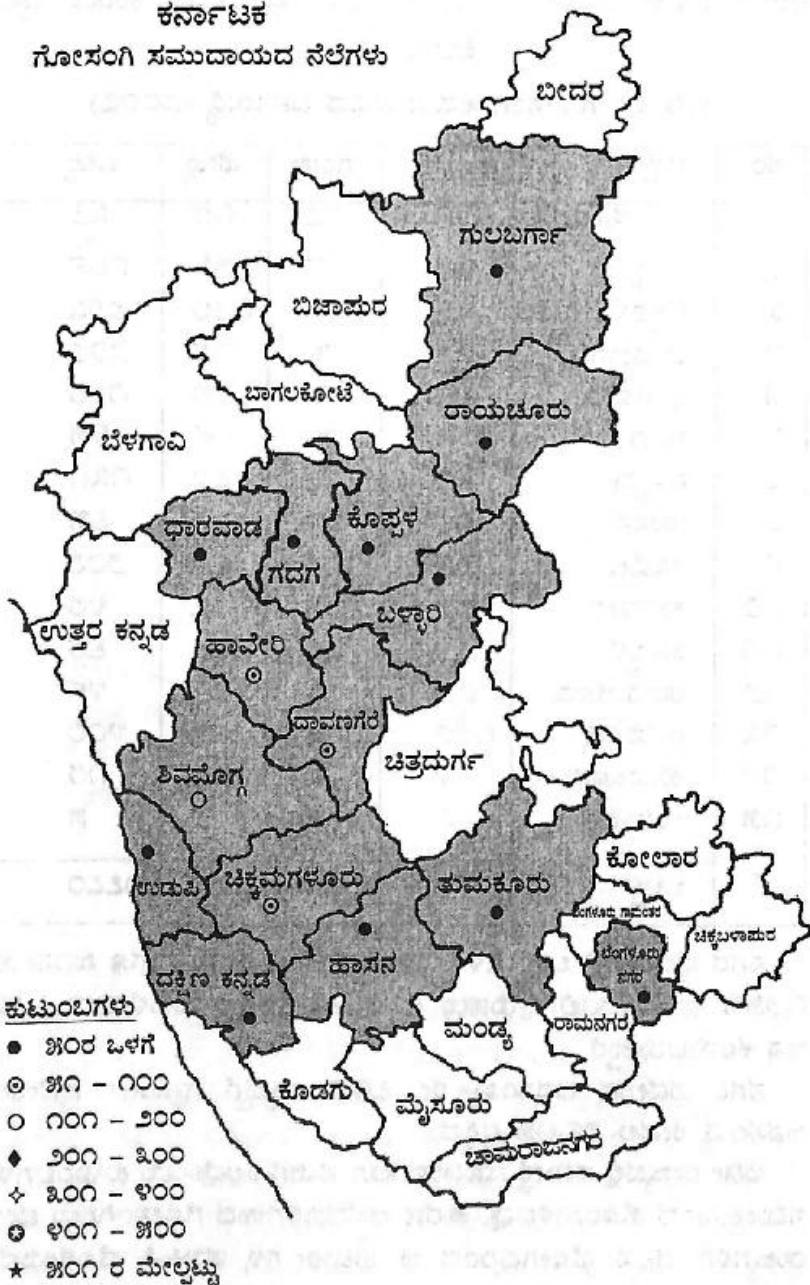 ಕರ್ನಾಟಕ
ಗೋಸಂಗಿ ಸಮುದಾಯದ ನೆಲೆಗಳು
ಬೀದರ
ಗುಲಬರ್ಗಾ
ಬಿಜಾಪುರ
ಬಾಗಲಕೋಟೆ
ರಾಯಚೂರು
ಬೆಳಗಾವಿ
ಧಾರವಾಡ
ಗದಗ
ಕೊಪ್ಪಳ
ಬಳ್ಳಾರಿ
ಉತ್ತರ ಕನ್ನಡ
ಹಾವೇರಿ
ದಾವಣಗೆರೆ
ಚಿತ್ರದುರ್ಗ
ಶಿವಮೊಗ್ಗ
ಉಡುಪಿ
ಚಿಕ್ಕಮಗಳೂರು
ತುಮಕೂರು
ಕೋಲಾರ
ಬೆಂಗಳೂರು ಗ್ರಾಮಾಂತರ
ಚಿಕ್ಕಬಳಾಪುರ
ಬೆಂಗಳೂರು
ನಗರ
ಹಾಸನ
ದಕ್ಷಿಣ ಕನ್ನಡ
ಮಂಡ್ಯ
ರಾಮನಗರ
ಕೊಡಗು
ಮೈಸೂರು
ಚಾಮರಾಜನಗರ
ಕುಟುಂಬಗಳು
೫೦ರ ಒಳಗೆ
೫೧ – ೧೦೦
೧೦೧ – ೨೦೦
೨೦೧ – ೩೦೦
೩೦೧ – ೪೦೦
೪೦೧ – ೫೦೦
೫೦೧ ರ ಮೇಲ್ಪಟ್ಟು